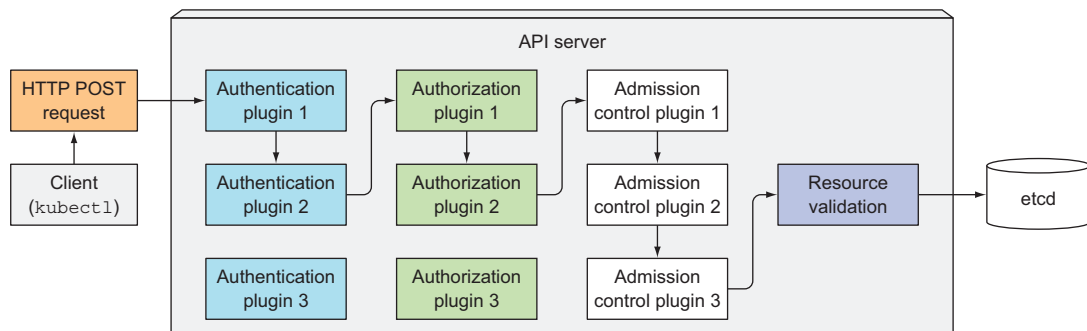 API server
HTTP POST
request
Client
(kubectl)
Authentication
plugin 1
Authentication
plugin 2
Authentication
plugin 3
Authorization
plugin 1
Authorization
plugin 2
Authorization
plugin 3
Admission
control plugin 1
Admission
control plugin 2
Admission
control plugin 3
Resource
validation
etcd